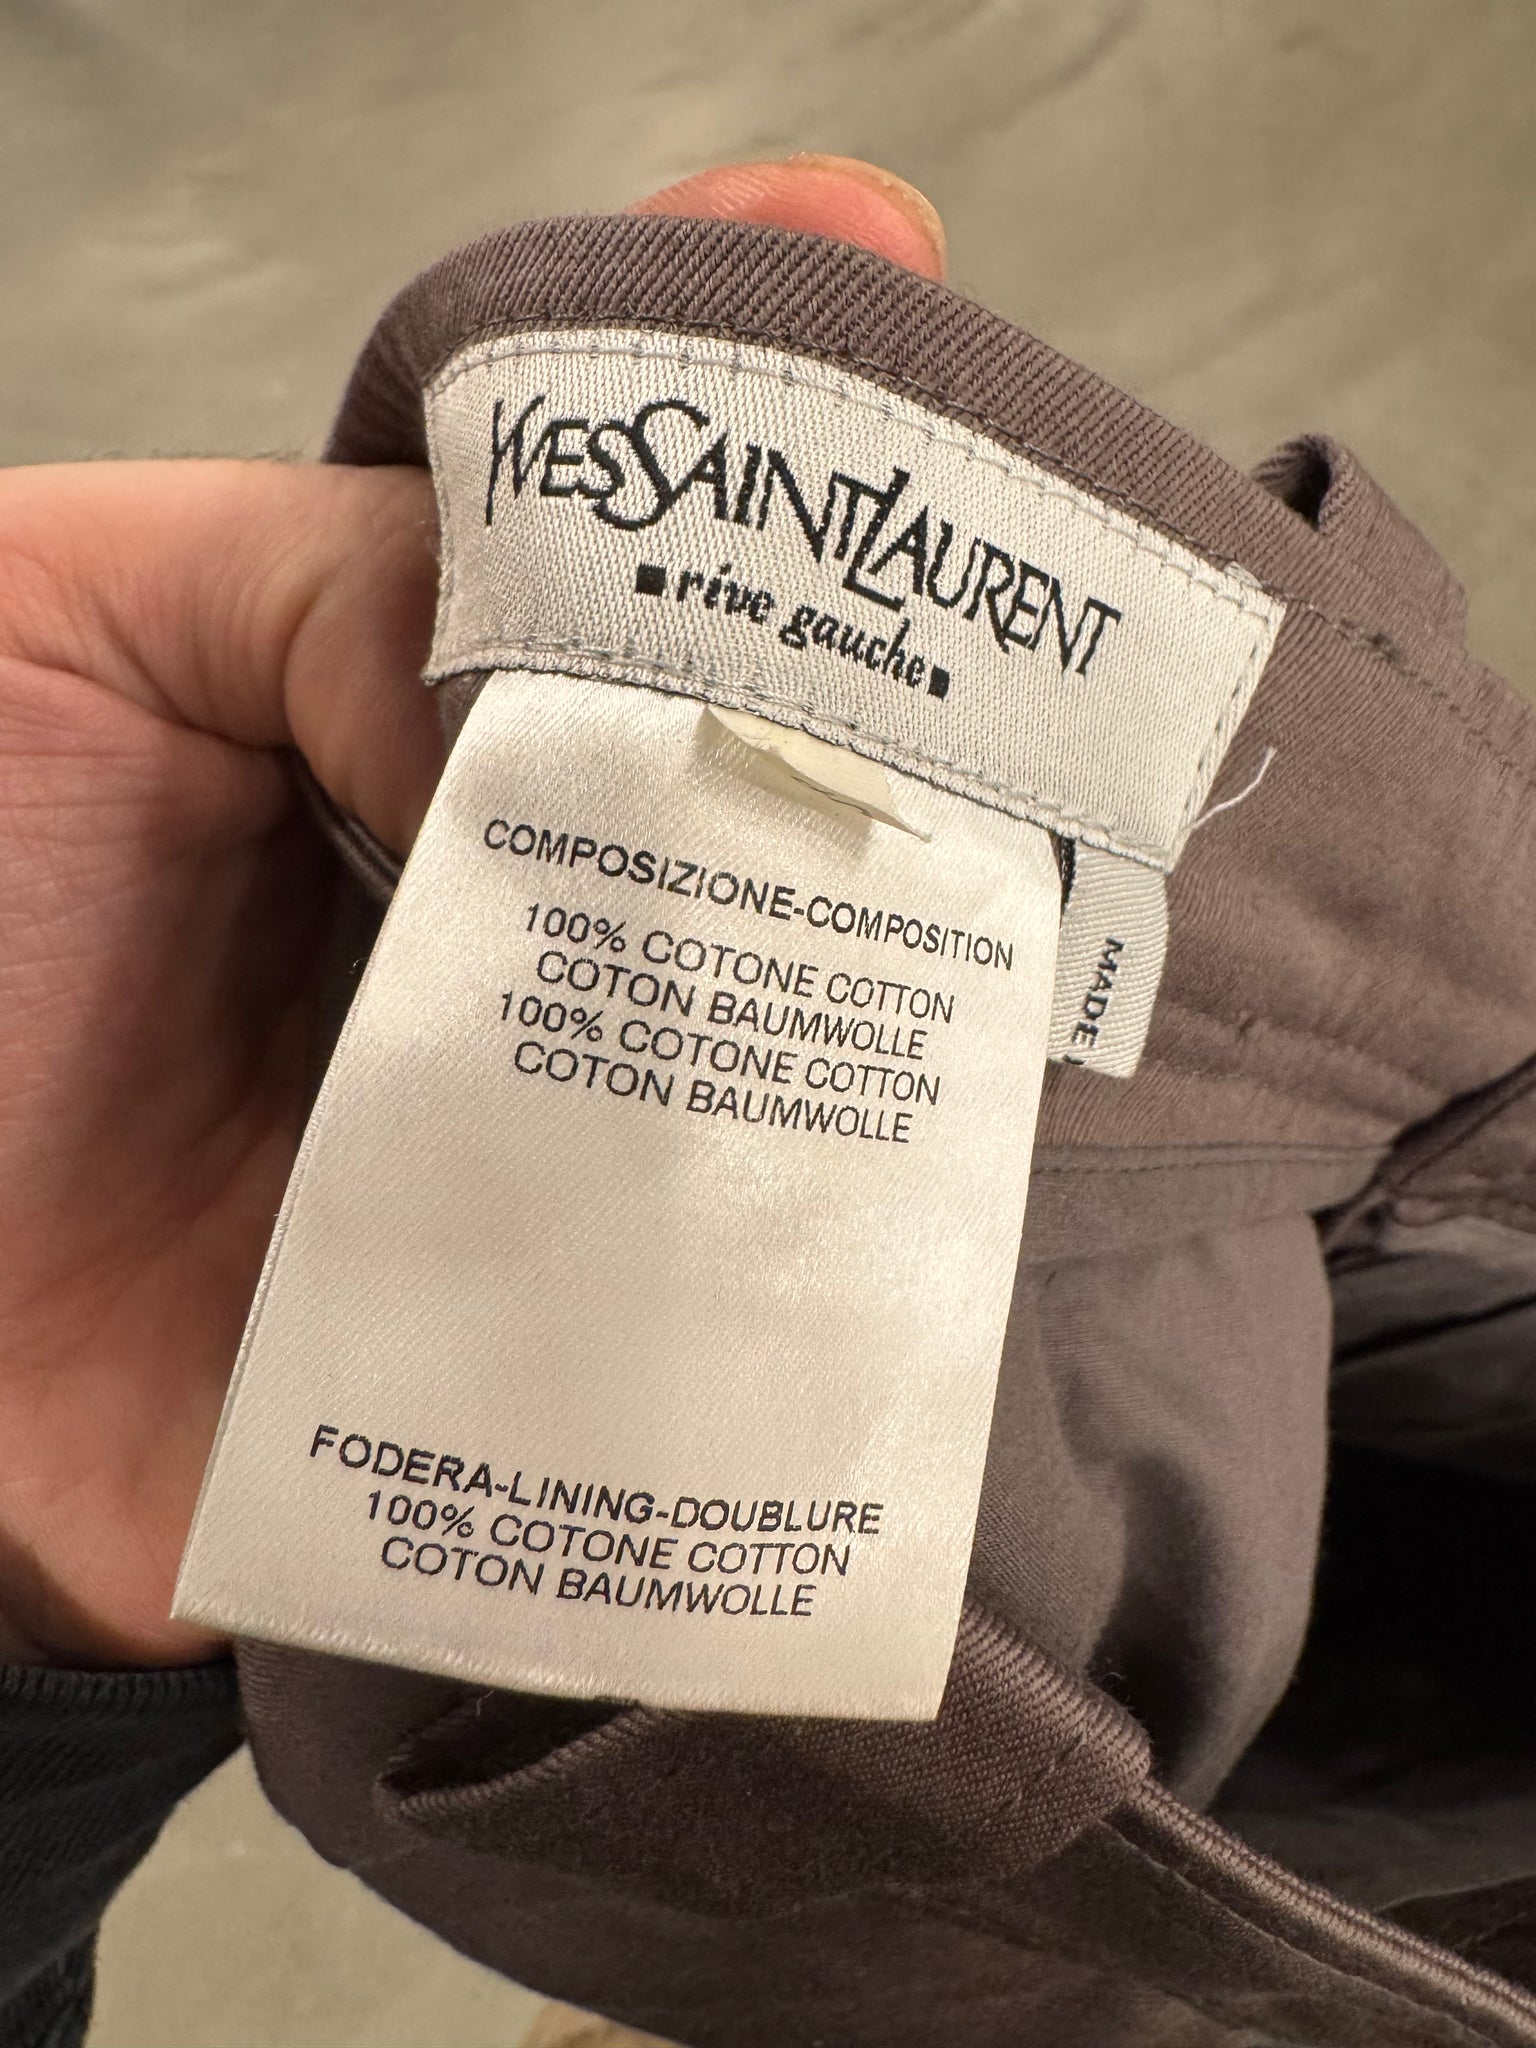 YVESSAINTLAURENT
rive gauche
COMPOSIZIONE-COMPOSITION
100% COTONE COTTON
COTON BAUMWOLLE
100% COTONE COTTON
COTON BAUMWOLLE
FODERA-LINING-DOUBLURE
100% COTONE COTTON
COTON BAUMWOLLE
MADE